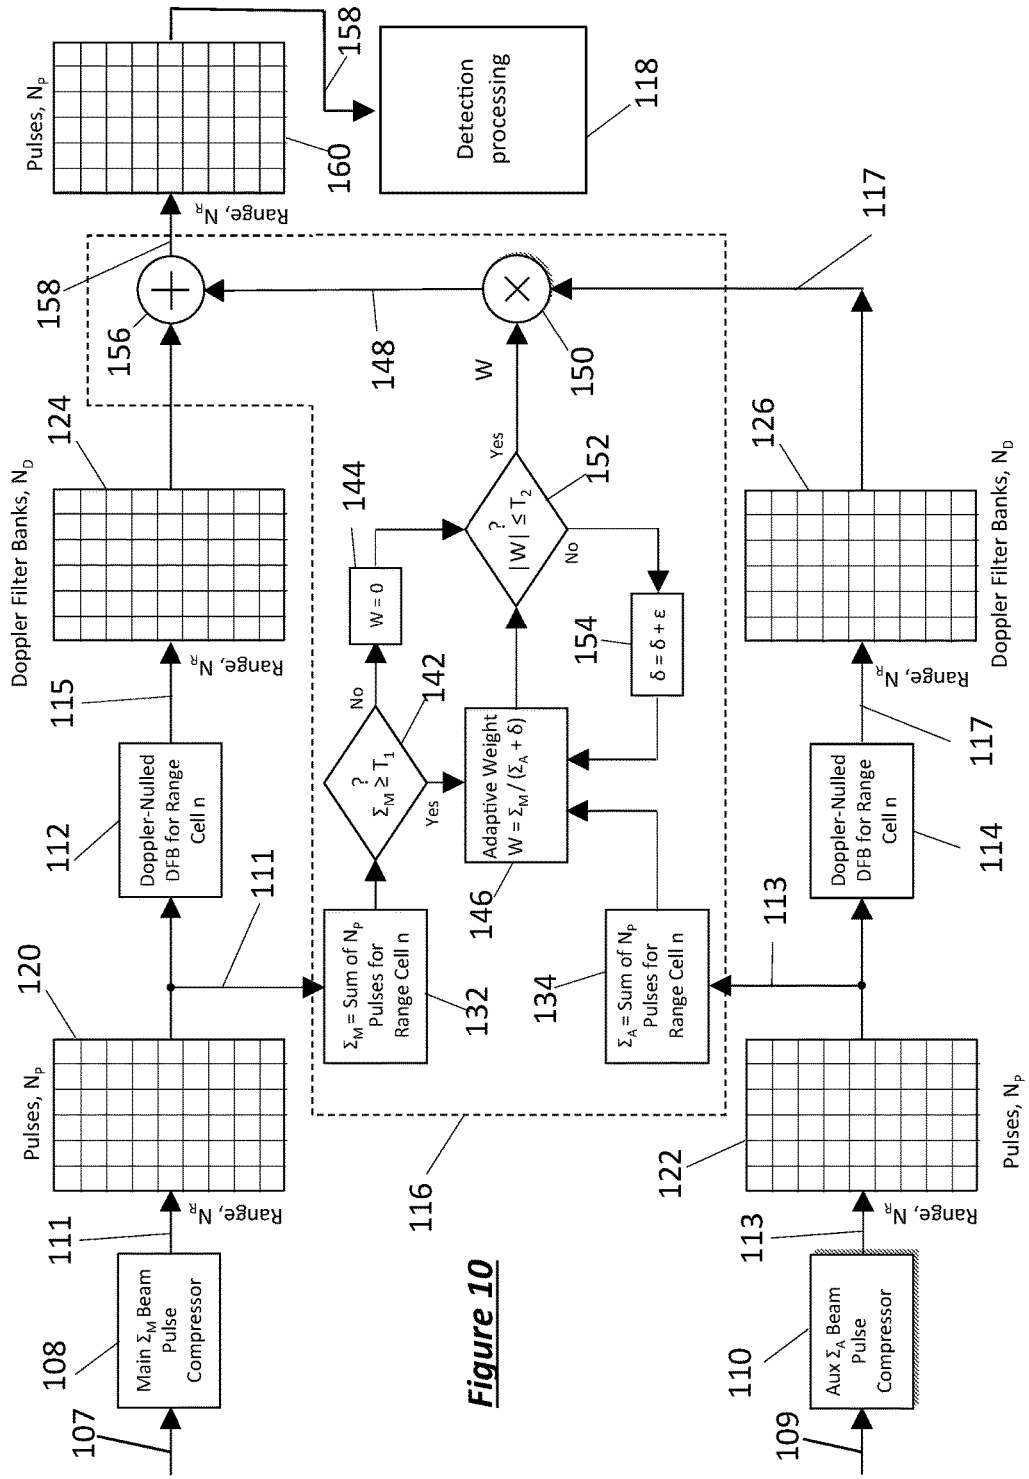 107
108
Main Σ_M Beam
Pulse
Compressor
111
Pulses, N_P
Range, N_R
120
111
112
Doppler-Nulled
DFB for Range
Cell n
115
Doppler Filter Banks, N_D
Range, N_R
124
156
158
Pulses, N_P
Range, N_R
160
158
Detection
processing
118
116
Σ_M = Sum of N_P
Pulses for
Range Cell n
132
?
Σ_M ≥ T_1
142
No
Yes
W = 0
144
Adaptive Weight
W = Σ_M / (Σ_A + δ)
146
?
|W| ≤ T_2
152
Yes
No
δ = δ + ε
154
W
148
150
Σ_A = Sum of N_P
Pulses for
Range Cell n
134
113
109
110
Aux Σ_A Beam
Pulse
Compressor
113
Range, N_R
122
Pulses, N_P
Doppler-Nulled
DFB for Range
Cell n
114
117
Range, N_R
126
Doppler Filter Banks, N_D
117
Figure 10